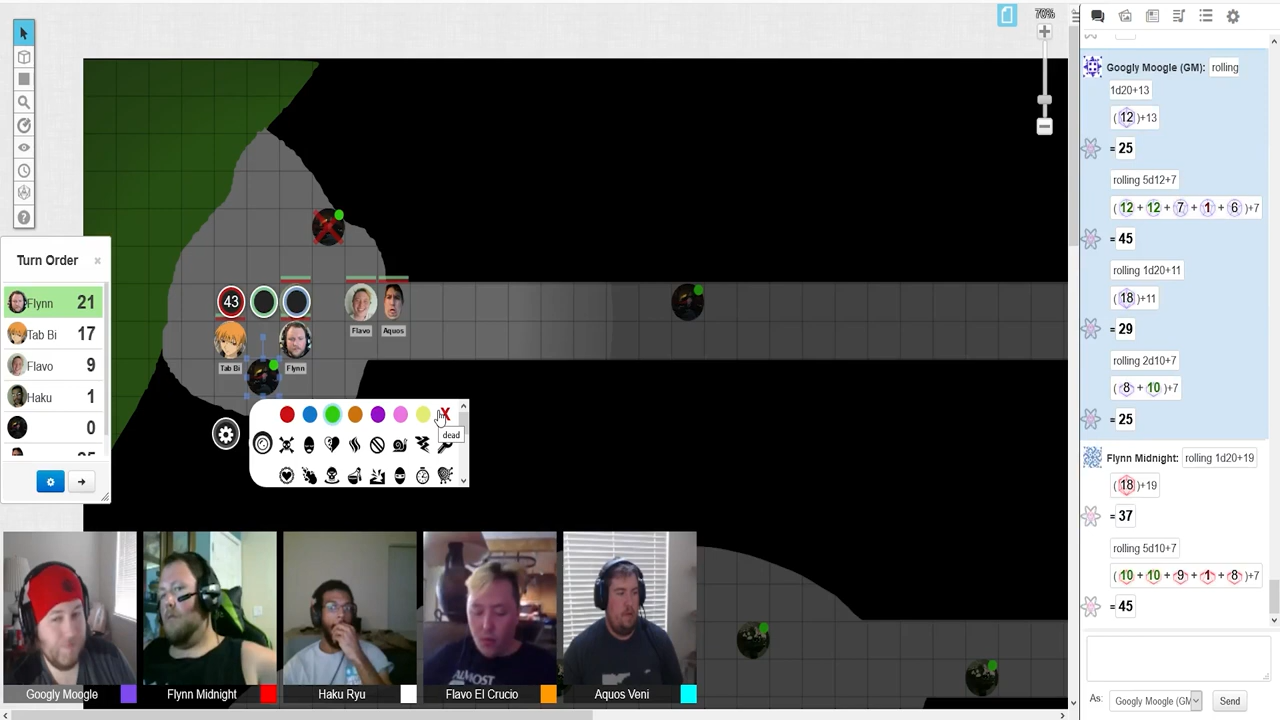 70%
Googly Moogle (GM): rolling
1d20+13
(12)+13
= 25
rolling 5d12+7
(12 + 12 + 7 + 1 + 6)+7
= 45
rolling 1d20+11
(18)+11
= 29
rolling 2d10+7
(8 + 10)+7
= 25
Flynn Midnight: rolling 1d20+19
(18)+19
= 37
rolling 5d10+7
(10 + 10 + 9 + 1 + 8)+7
= 45
As: Googly Moogle (GM
Send
Turn Order ×
Flynn 21
Tab Bi 17
Flavo 9
Haku 1
0
43
Flavo
Aquos
Tab Bi
Flynn
dead
Googly Moogle
Flynn Midnight
Haku Ryu
Flavo El Crucio
Aquos Veni
ALMOST